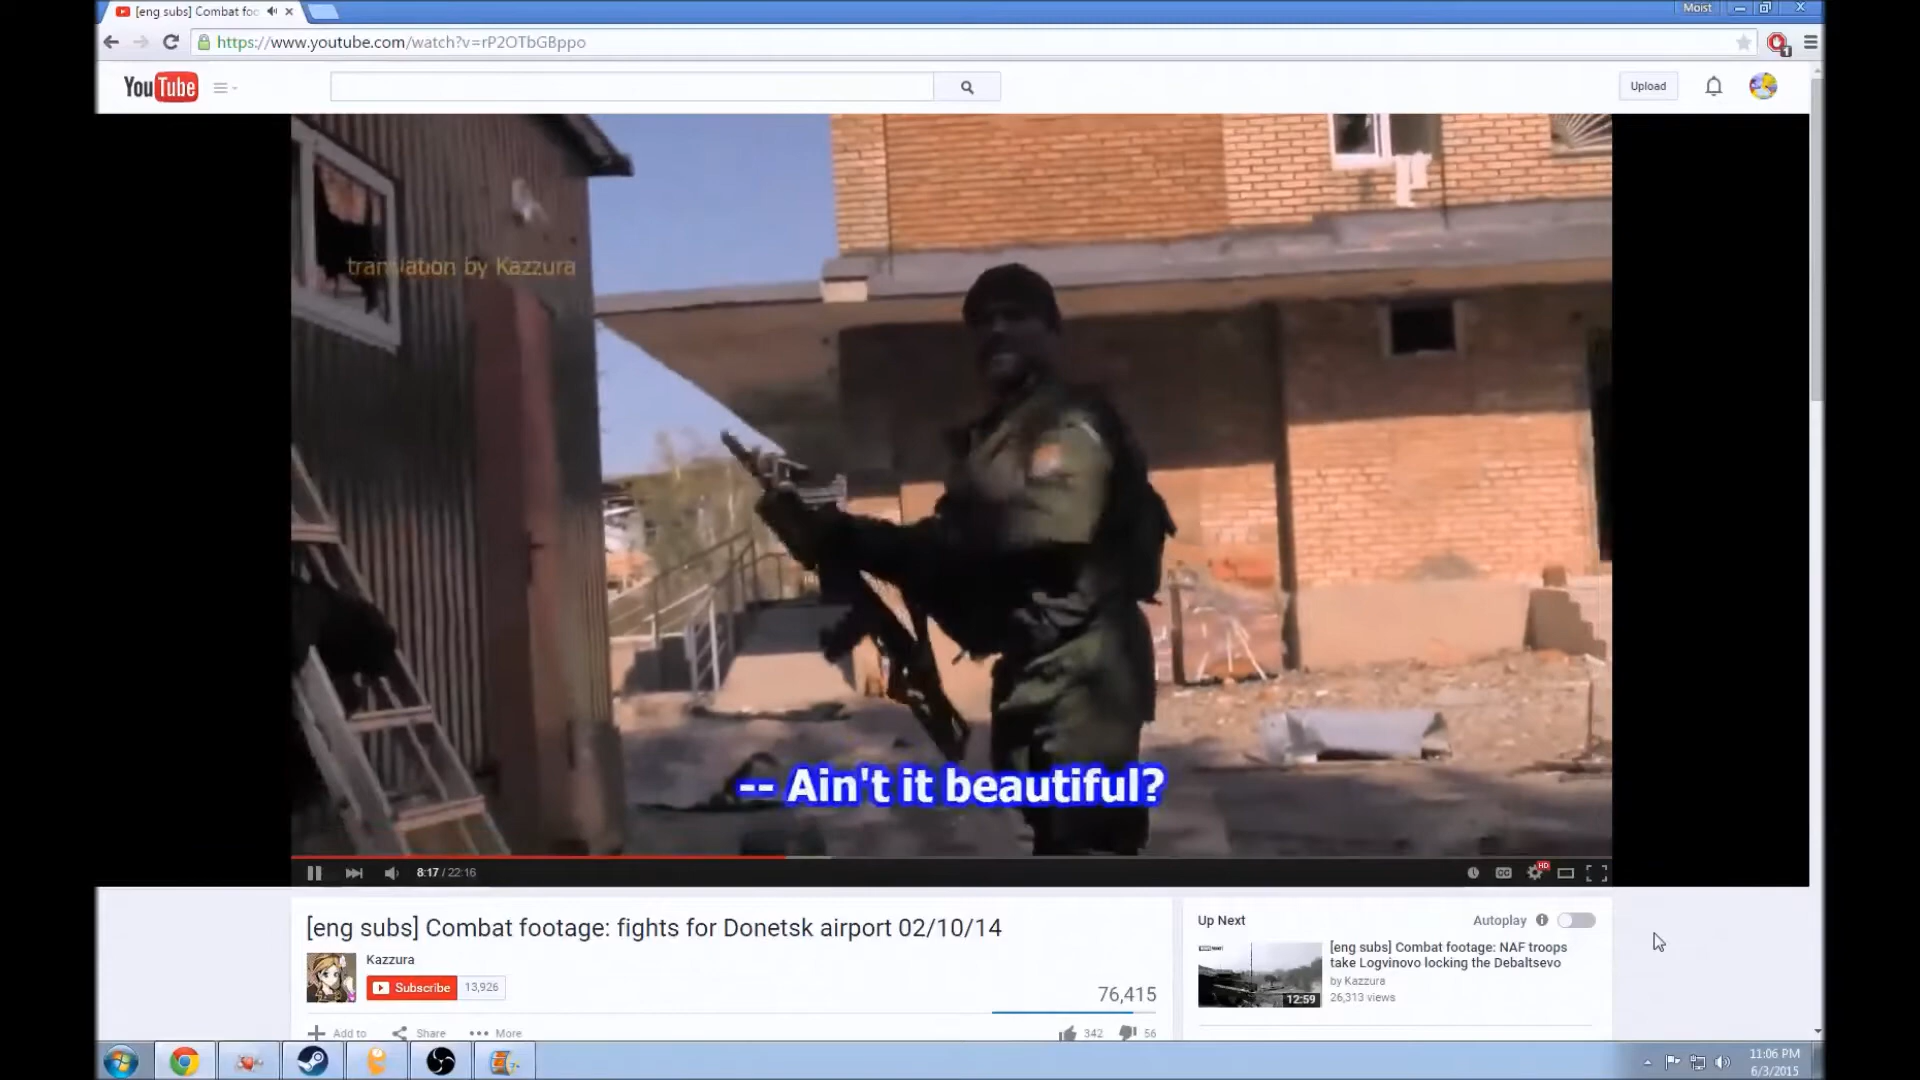 [eng subs] Combat foo
Moist
https://www.youtube.com/watch?v=rP2OTbGBppo
1
YouTube
Upload
translation by Kazzura
-- Ain't it beautiful?
8:17 / 22:16
CC
HD
[eng subs] Combat footage: fights for Donetsk airport 02/10/14
Kazzura
Subscribe
13,926
76,415
Add to
Share
More
342
56
Up Next
Autoplay
[eng subs] Combat footage: NAF troops
take Logvinovo locking the Debaltsevo
by Kazzura
26,313 views
12:59
11:06 PM
6/3/2015